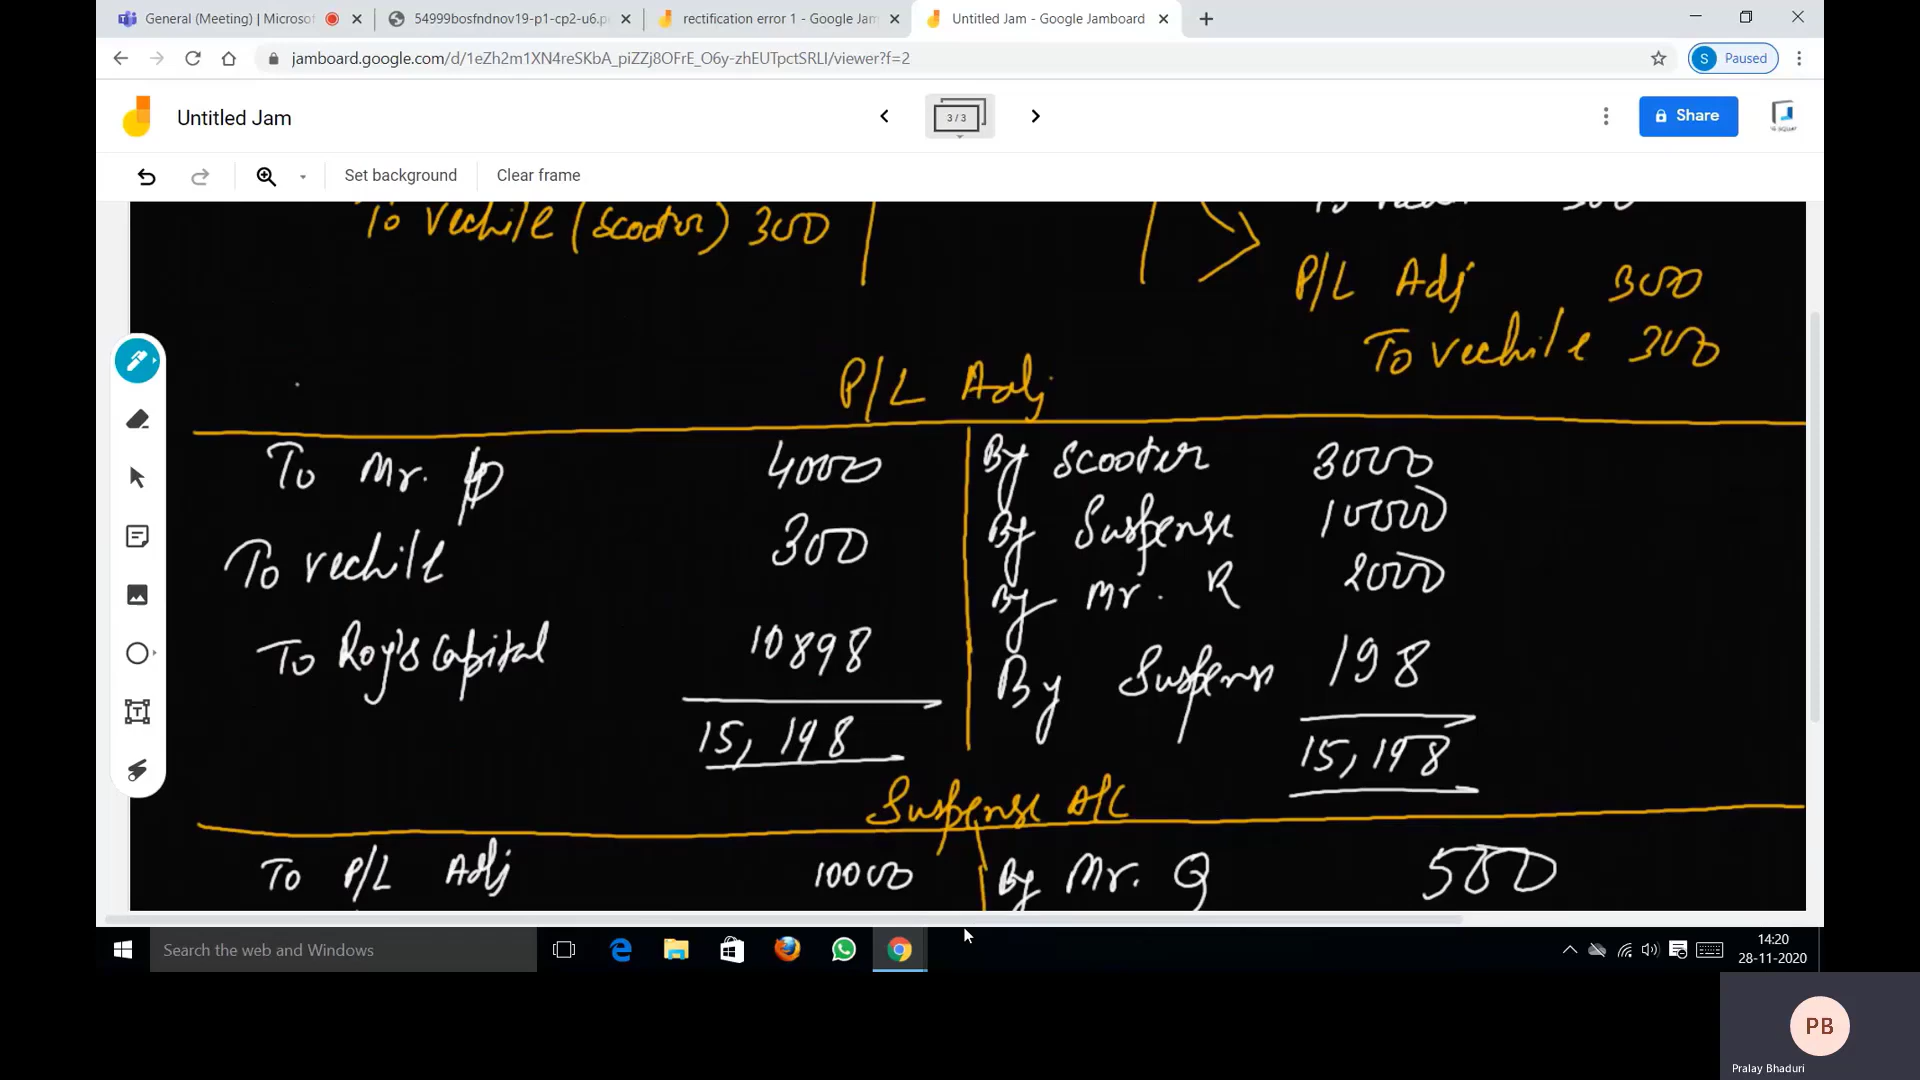 General (Meeting) | Microsof
54999bosfndnov19-p1-cp2-u6.p
rectification error 1 - Google Jam
Untitled Jam - Google Jamboard
jamboard.google.com/d/1eZh2m1XN4reSKbA_piZZj8OFrE_O6y-zhEUTpctSRLI/viewer?f=2
S Paused
Untitled Jam
3 / 3
Share
Set background
Clear frame
To Vechile (Scooter) 300
300
P/L Adj 300
To vechile 300
P/L Adj
To Mr. P 4000
By Scooter 3000
To vechile 300
By Suspense 10000
By Mr. R 2000
To Roy's Capital 10898
By Suspense 198
15,198
15,198
Suspense A/C
To P/L Adj 10000
By Mr. Q 500
Search the web and Windows
14:20
28-11-2020
PB
Pralay Bhaduri